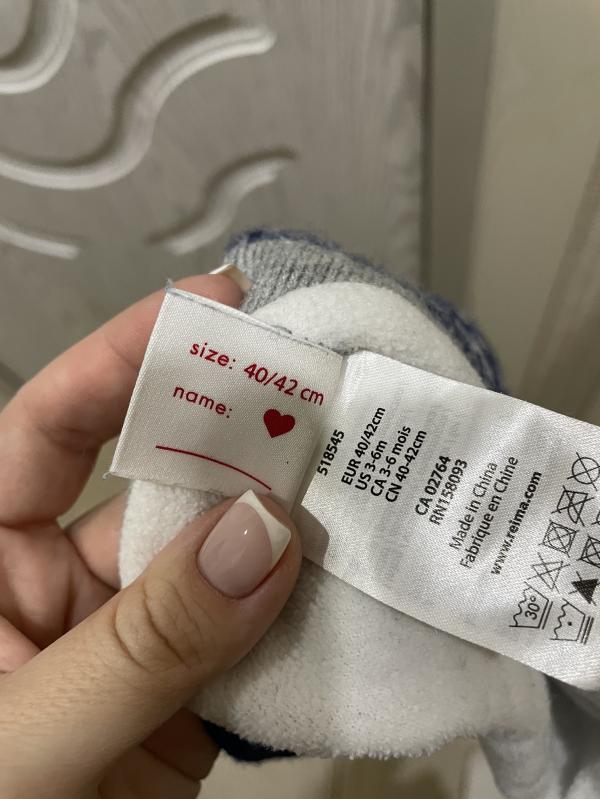 size: 40/42 cm
name:
518545
EUR 40/42cm
US 3-6m
CA 3-6 mois
CN 40-42cm
CA 02764
RN158093
Made in China
Fabrique en Chine
www.reima.com
30°